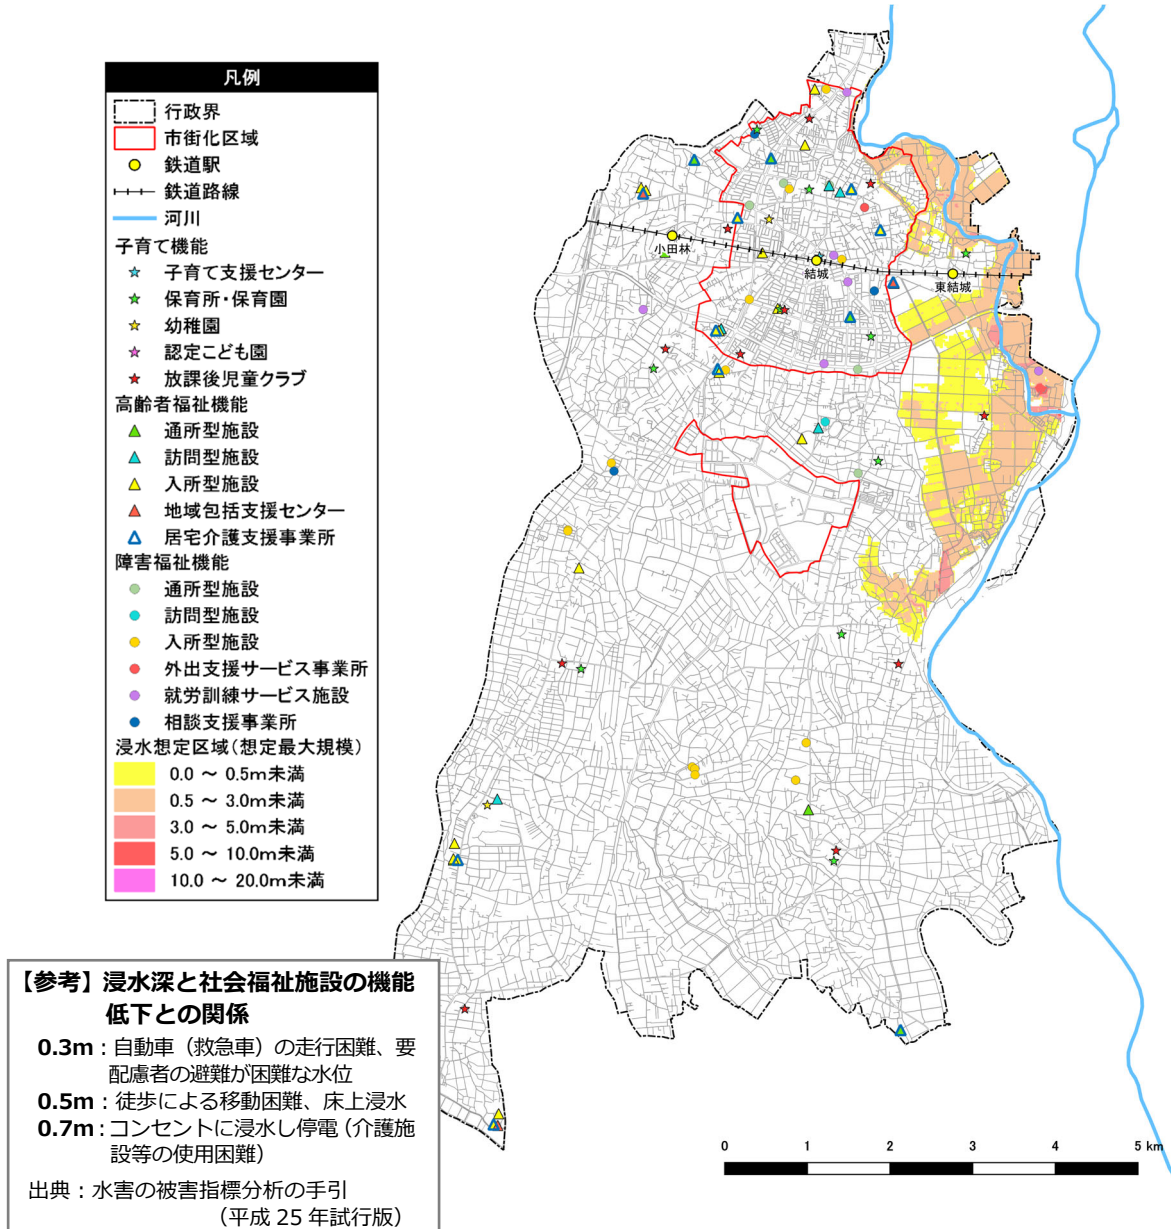 凡例
行政界
市街化区域
鉄道駅
鉄道路線
河川
子育て機能
子育て支援センター
保育所・保育園
幼稚園
認定こども園
放課後児童クラブ
高齢者福祉機能
通所型施設
訪問型施設
入所型施設
地域包括支援センター
居宅介護支援事業所
障害福祉機能
通所型施設
訪問型施設
入所型施設
外出支援サービス事業所
就労訓練サービス施設
相談支援事業所
浸水想定区域(想定最大規模)
0.0 ～ 0.5m未満
0.5 ～ 3.0m未満
3.0 ～ 5.0m未満
5.0 ～ 10.0m未満
10.0 ～ 20.0m未満
小田林
結城
東結城
【参考】浸水深と社会福祉施設の機能
低下との関係
0.3m：自動車（救急車）の走行困難、要
配慮者の避難が困難な水位
0.5m：徒歩による移動困難、床上浸水
0.7m：コンセントに浸水し停電（介護施
設等の使用困難）
出典：水害の被害指標分析の手引
（平成 25 年試行版）
0 1 2 3 4 5 km